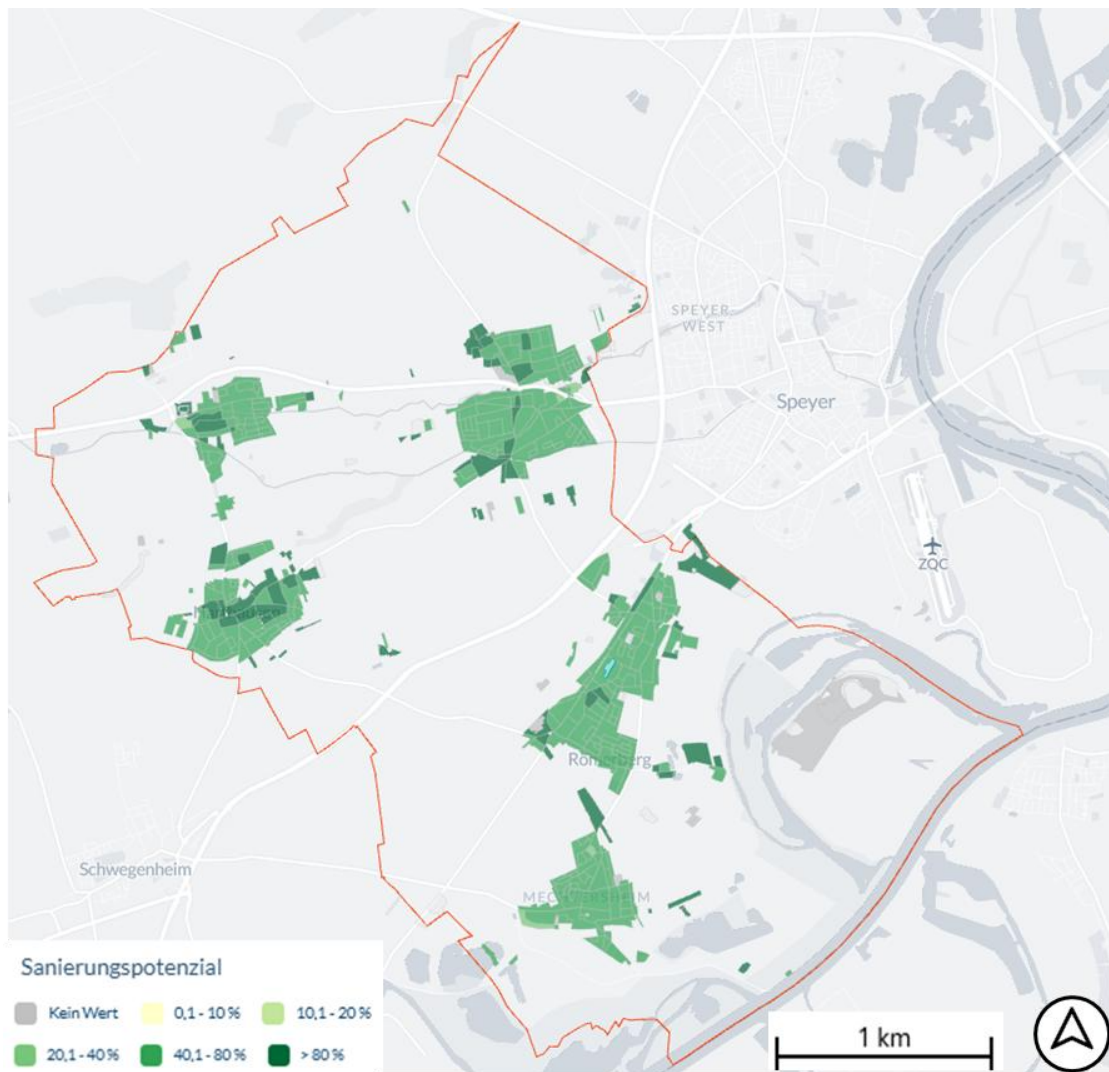 SPEYER-
WEST
Speyer
ZQC
Römerberg
Schwegenheim
MECHTERSHEIM
Sanierungspotenzial
Kein Wert
0,1 - 10 %
10,1 - 20 %
20,1 - 40 %
40,1 - 80 %
> 80 %
1 km